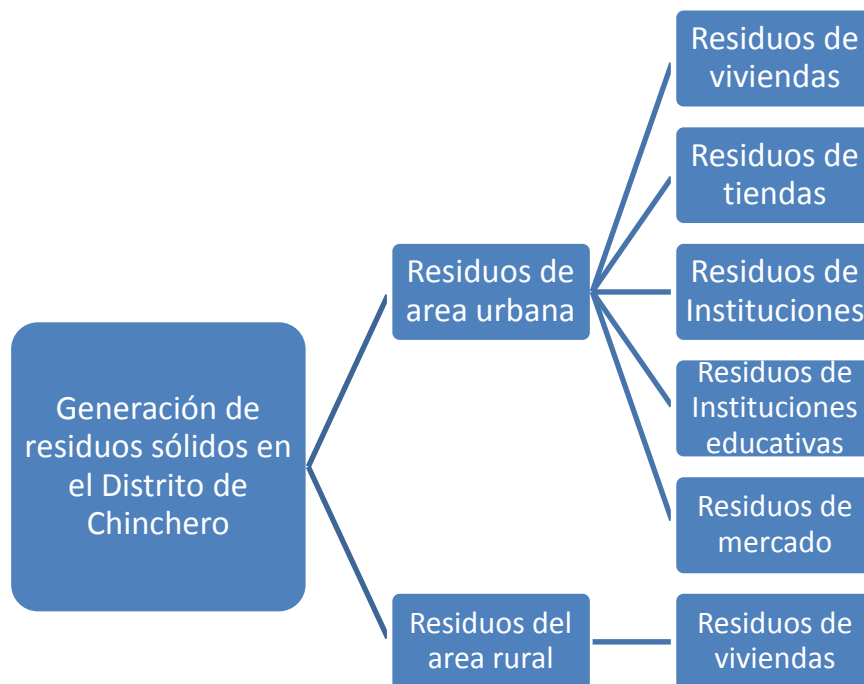 Generación de
residuos sólidos en
el Distrito de
Chinchero
Residuos de
area urbana
Residuos de
viviendas
Residuos de
tiendas
Residuos de
Instituciones
Residuos de
Instituciones
educativas
Residuos de
mercado
Residuos del
area rural
Residuos de
viviendas